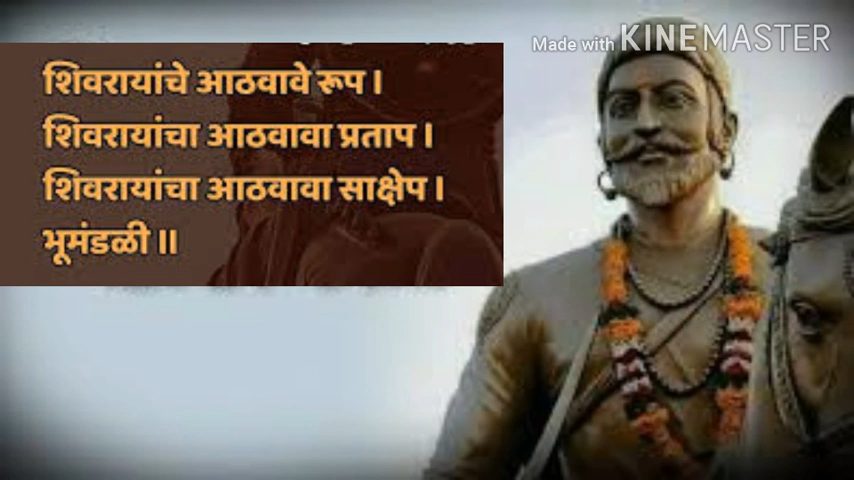 Made with KINEMASTER
शिवरायांचे आठवावे रूप ।
शिवरायांचा आठवावा प्रताप ।
शिवरायांचा आठवावा साक्षेप ।
भूमंडळी ॥